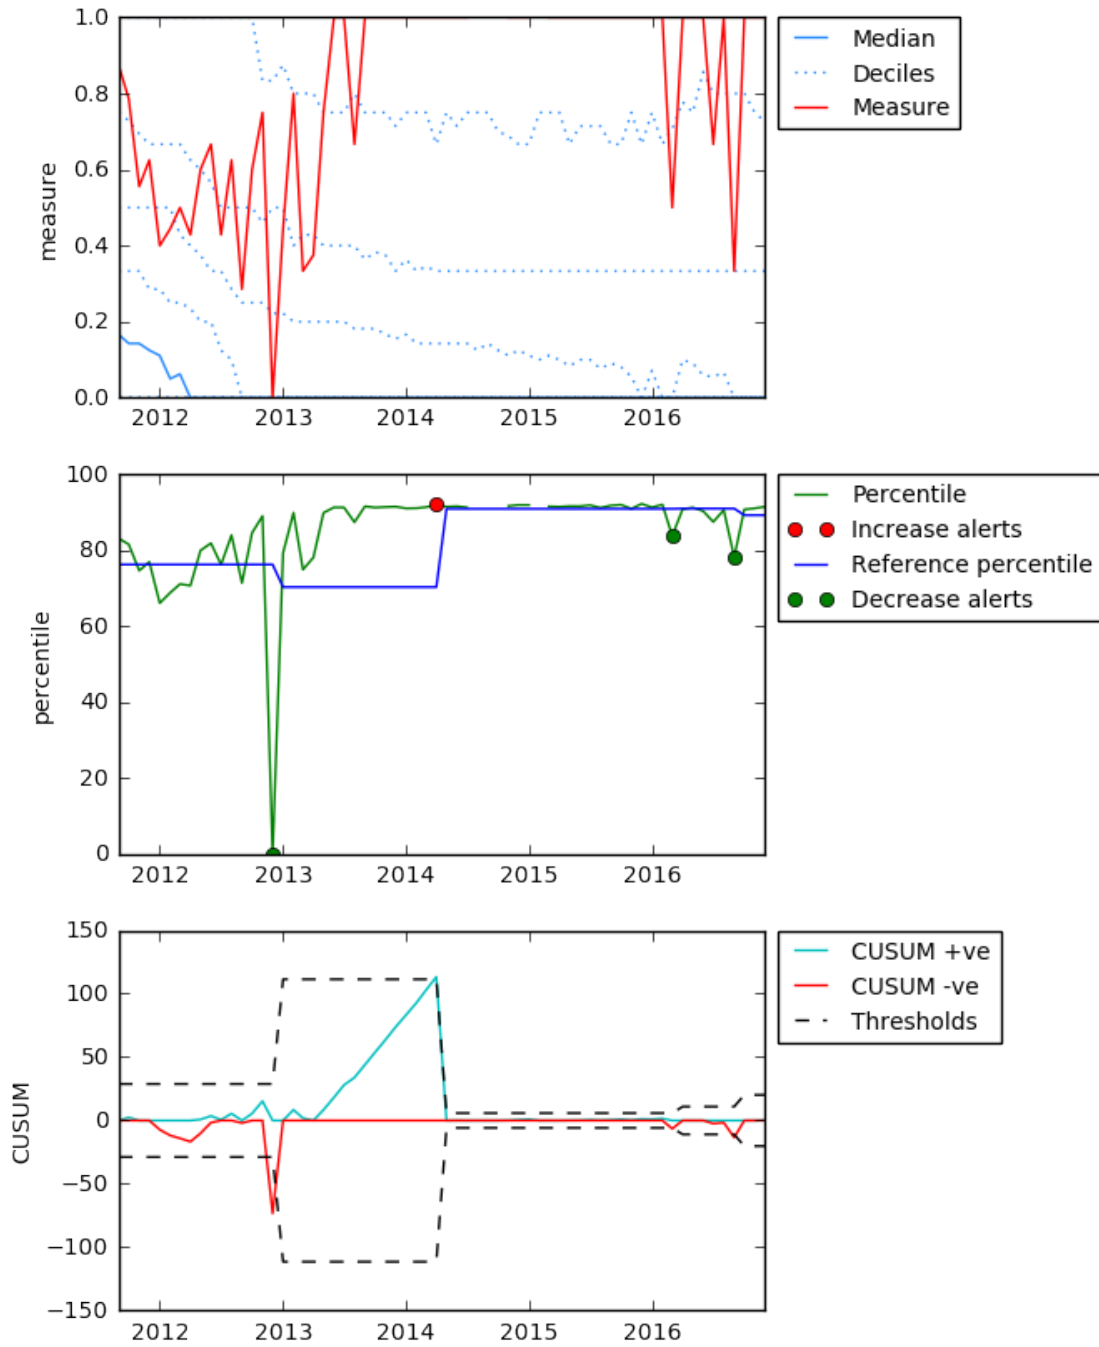 1.0
0.8
0.6
0.4
0.2
0.0
measure
2012 2013 2014 2015 2016
Median
Deciles
Measure
100
80
60
40
20
0
percentile
2012 2013 2014 2015 2016
Percentile
Increase alerts
Reference percentile
Decrease alerts
150
100
50
0
−50
−100
−150
CUSUM
2012 2013 2014 2015 2016
CUSUM +ve
CUSUM -ve
Thresholds